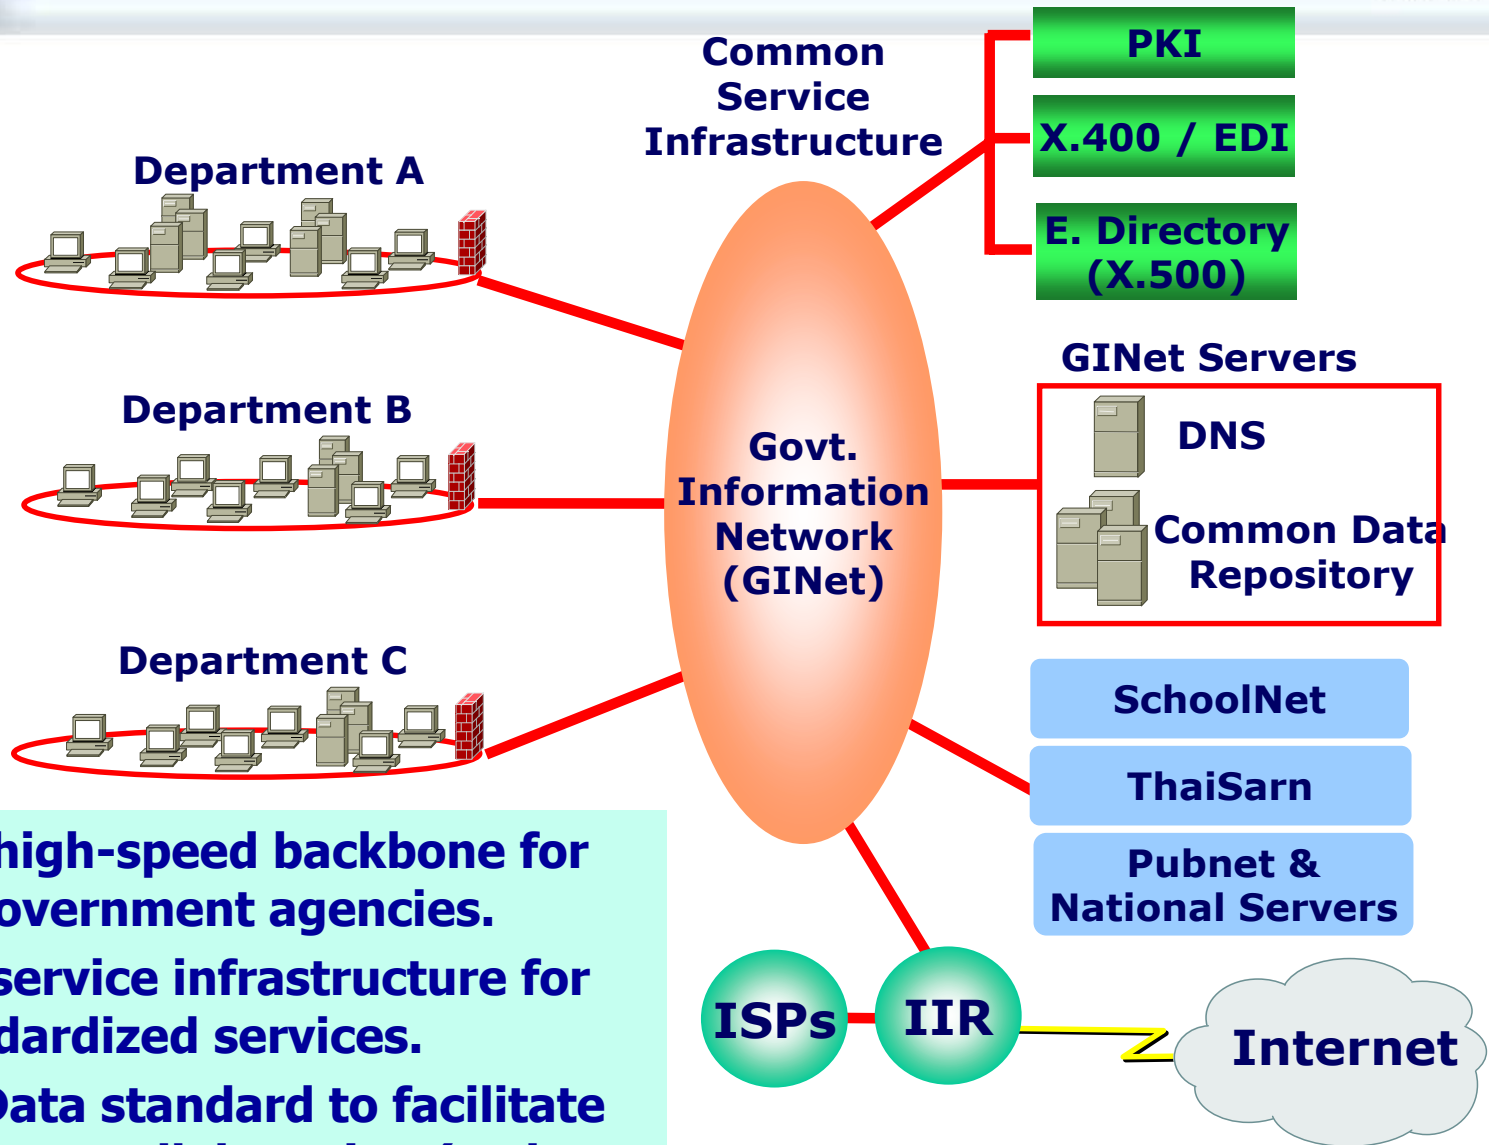 Common
Service
Infrastructure
PKI
X.400 / EDI
E. Directory
(X.500)
Department A
Department B
Department C
Govt.
Information
Network
(GINet)
GINet Servers
DNS
Common Data
Repository
SchoolNet
ThaiSarn
Pubnet &
National Servers
ISPs
IIR
Internet
high-speed backbone for
overnment agencies.
service infrastructure for
dardized services.
Data standard to facilitate